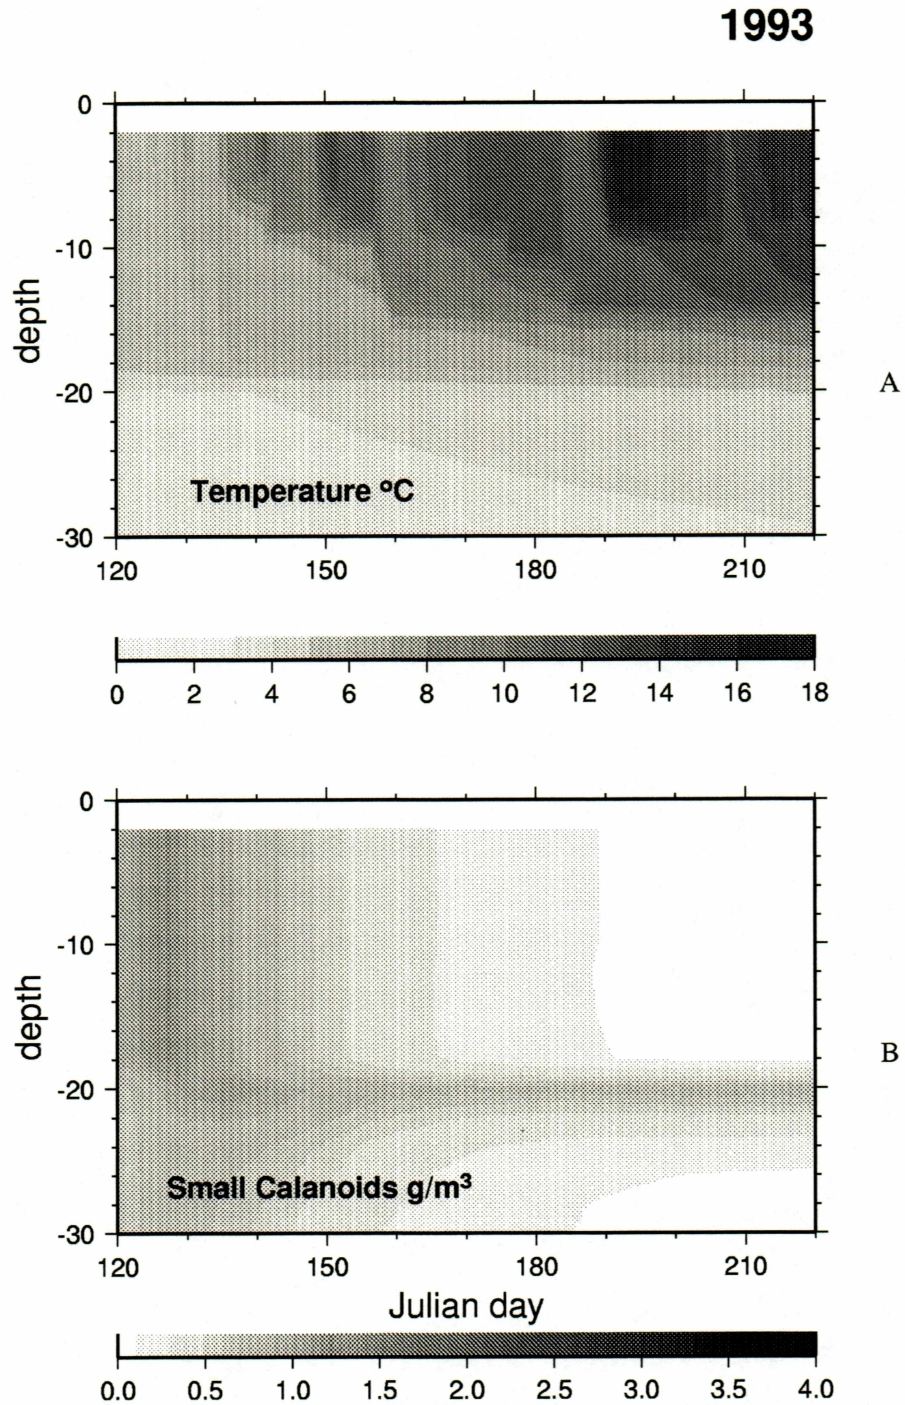 1993
0
-10
-20
-30
depth
Temperature ºC
120 150 180 210
A
0 2 4 6 8 10 12 14 16 18
0
-10
-20
-30
depth
Small Calanoids g/m³
120 150 180 210
Julian day
B
0.0 0.5 1.0 1.5 2.0 2.5 3.0 3.5 4.0